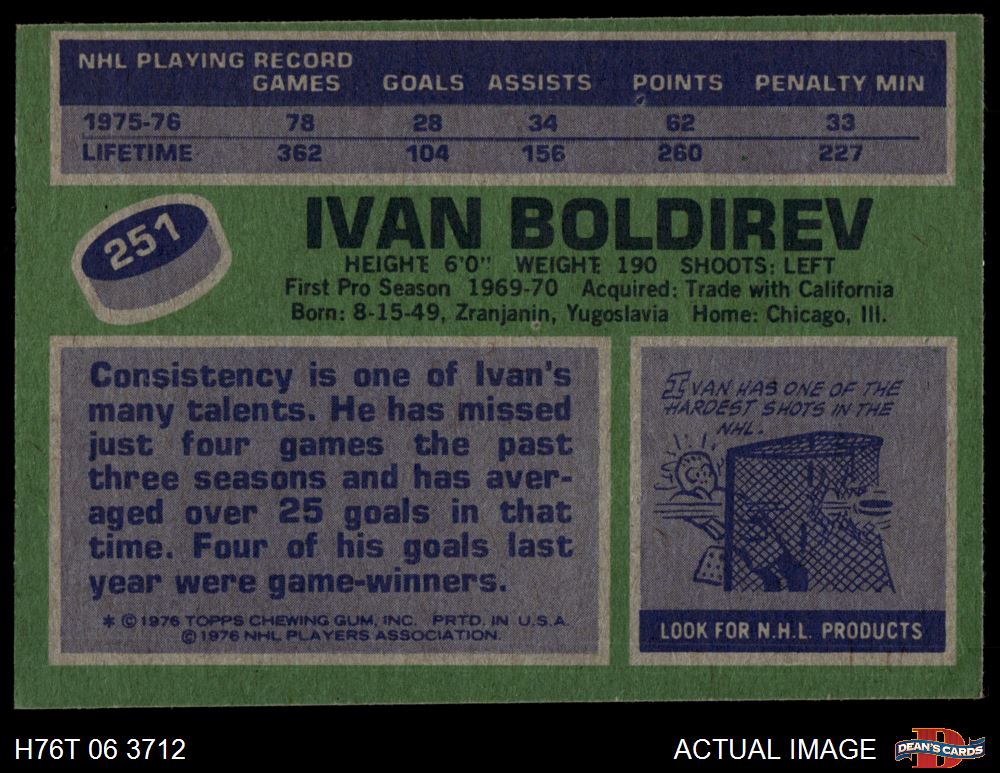 NHL PLAYING RECORD
GAMES GOALS ASSISTS POINTS PENALTY MIN
1975-76 78 28 34 62 33
LIFETIME 362 104 156 260 227
251
IVAN BOLDIREV
HEIGHT: 6'0" WEIGHT: 190 SHOOTS: LEFT
First Pro Season 1969-70 Acquired: Trade with California
Born: 8-15-49, Zranjanin, Yugoslavia Home: Chicago, Ill.
Consistency is one of Ivan's
many talents. He has missed
just four games the past
three seasons and has aver-
aged over 25 goals in that
time. Four of his goals last
year were game-winners.
* © 1976 TOPPS CHEWING GUM, INC. PRTD. IN U.S.A.
© 1976 NHL PLAYERS ASSOCIATION.
IVAN HAS ONE OF THE
HARDEST SHOTS IN THE
NHL.
LOOK FOR N.H.L. PRODUCTS
H76T 06 3712
ACTUAL IMAGE
D
DEAN'S CARDS